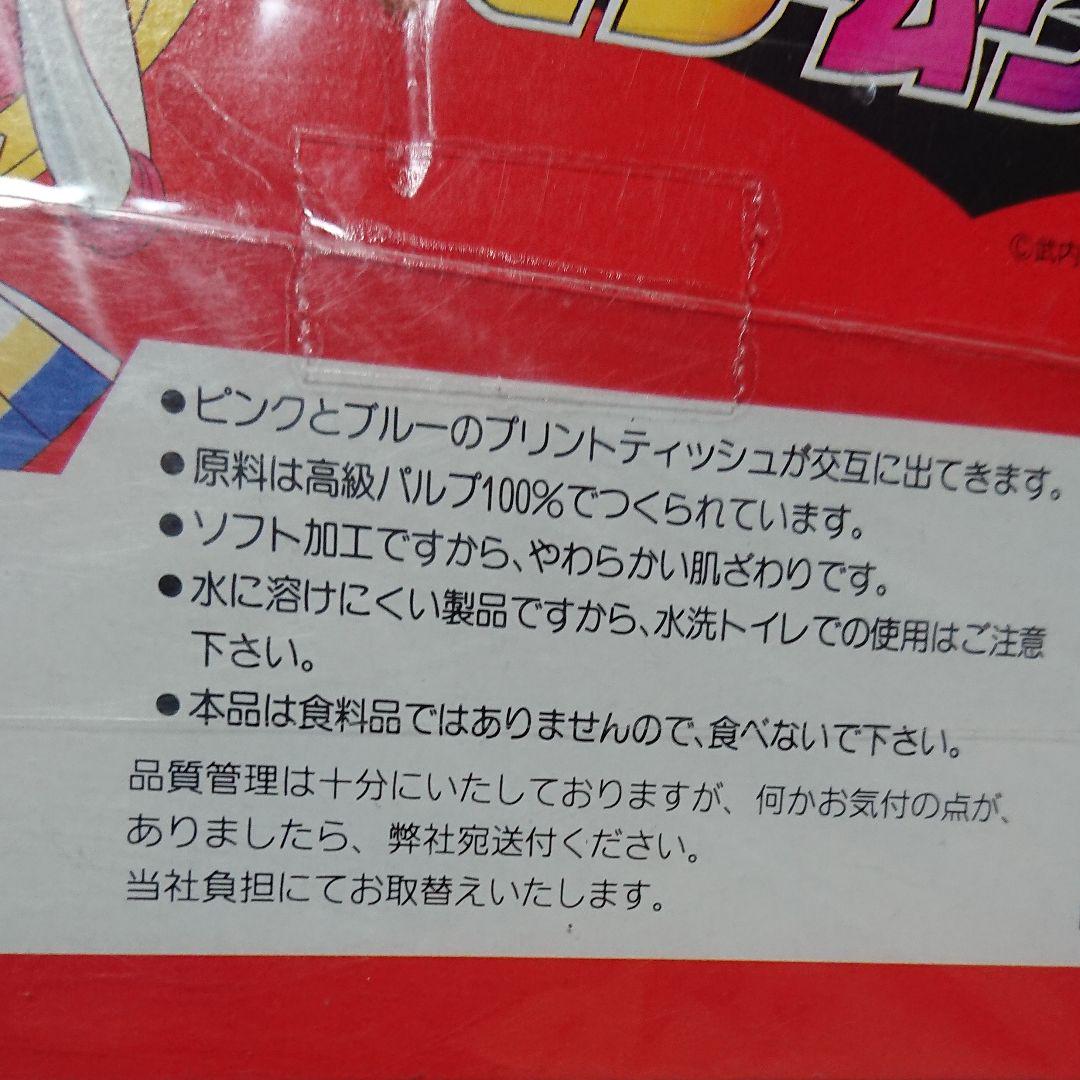 ©武内
●ピンクとブルーのプリントティッシュが交互に出てきます。
●原料は高級パルプ100%でつくられています。
●ソフト加工ですから、やわらかい肌ざわりです。
●水に溶けにくい製品ですから、水洗トイレでの使用はご注意
下さい。
●本品は食料品ではありませんので、食べないで下さい。
品質管理は十分にいたしておりますが、何かお気付の点が、
ありましたら、弊社宛送付ください。
当社負担にてお取替えいたします。